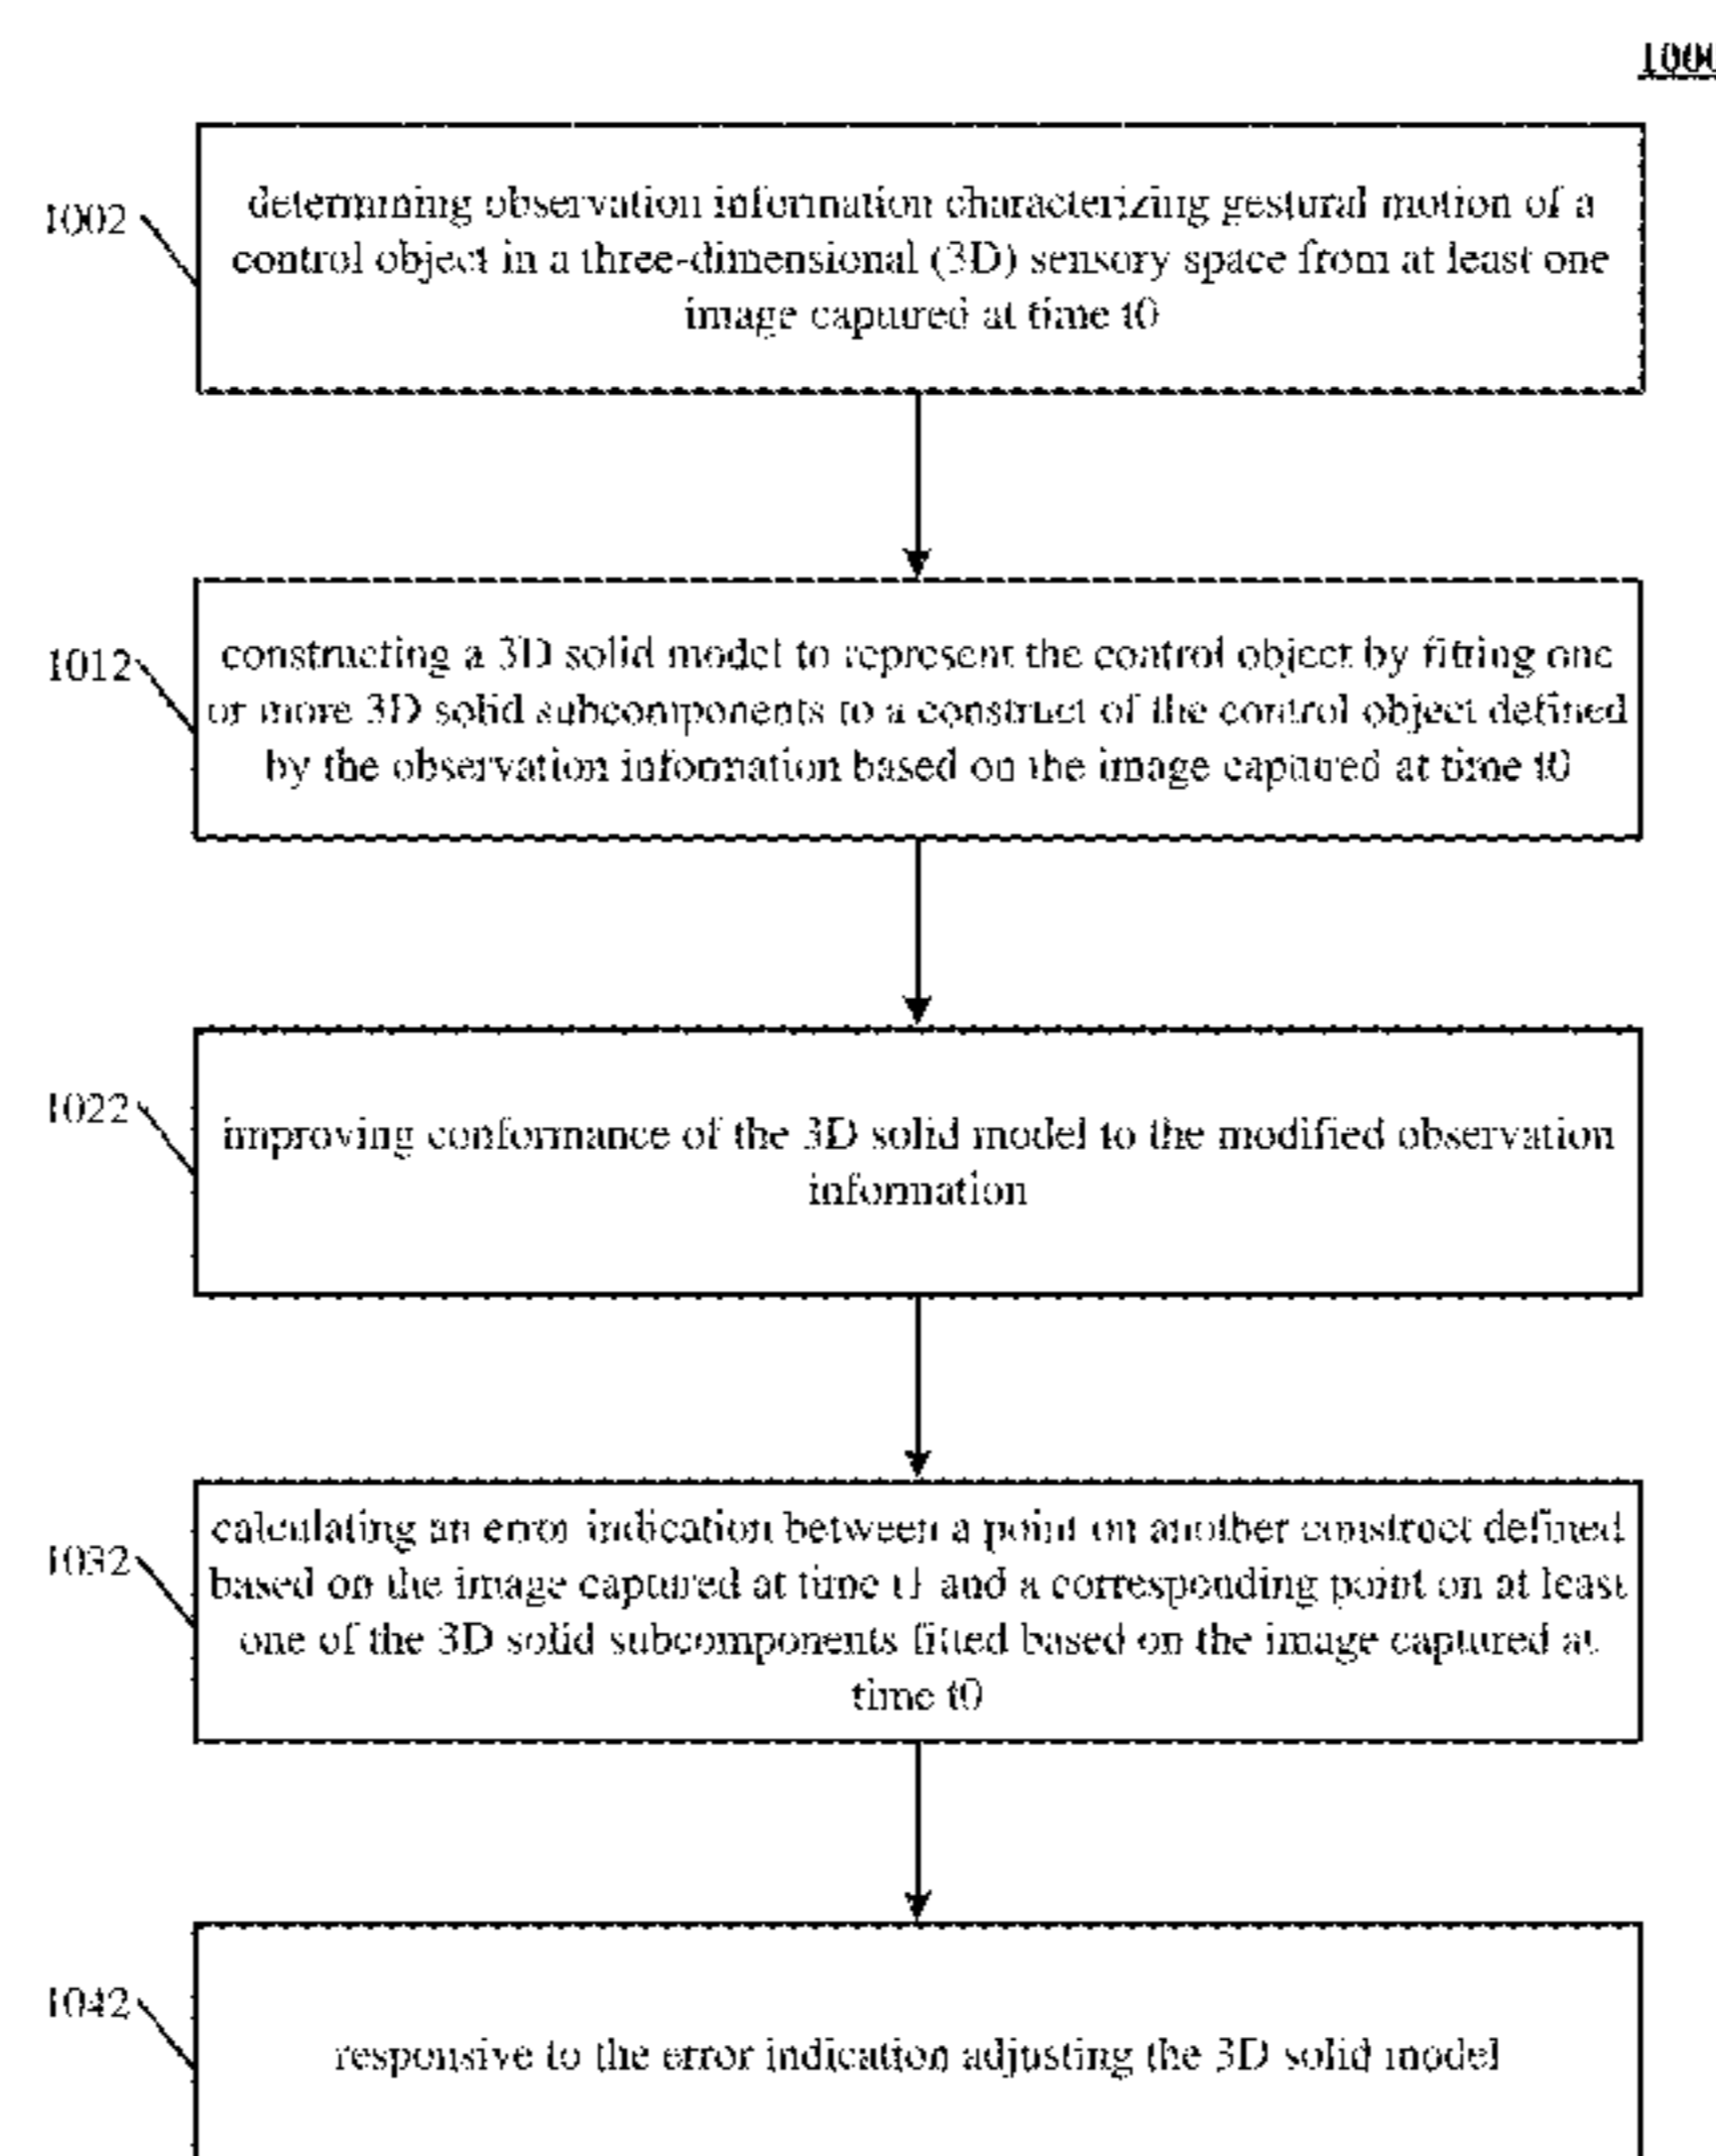 1000
1002
determining observation information characterizing gestural motion of a
control object in a three-dimensional (3D) sensory space from at least one
image captured at time t0
1012
constructing a 3D solid model to represent the control object by fitting one
or more 3D solid subcomponents to a construct of the control object defined
by the observation information based on the image captured at time t0
1022
improving conformance of the 3D solid model to the modified observation
information
1032
calculating an error indication between a point on another construct defined
based on the image captured at time t1 and a corresponding point on at least
one of the 3D solid subcomponents fitted based on the image captured at
time t0
1042
responsive to the error indication adjusting the 3D solid model